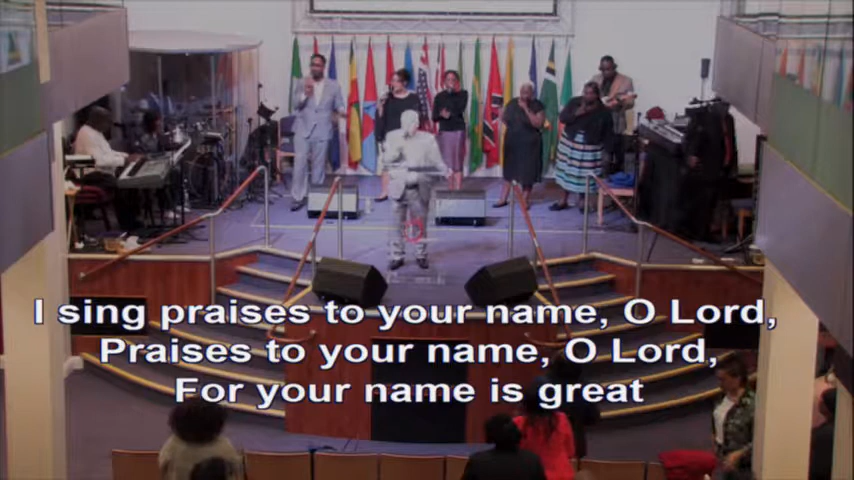 I sing praises to your name, O Lord,
Praises to your name, O Lord,
For your name is great